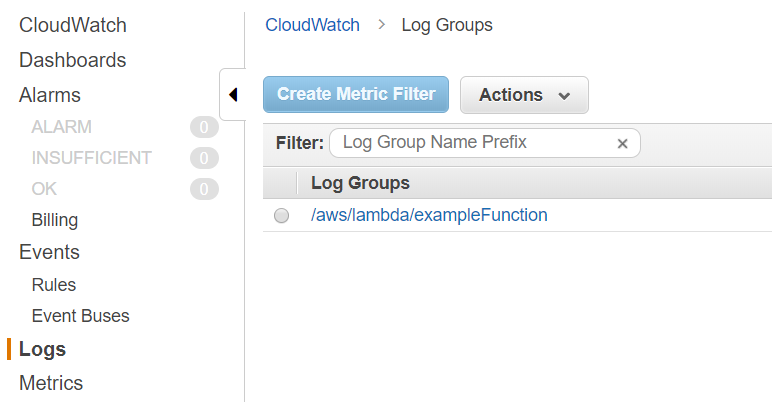 CloudWatch
Dashboards
Alarms
ALARM 0
INSUFFICIENT 0
OK 0
Billing
Events
Rules
Event Buses
Logs
Metrics
CloudWatch > Log Groups
Create Metric Filter Actions
Filter: Log Group Name Prefix ×
Log Groups
/aws/lambda/exampleFunction